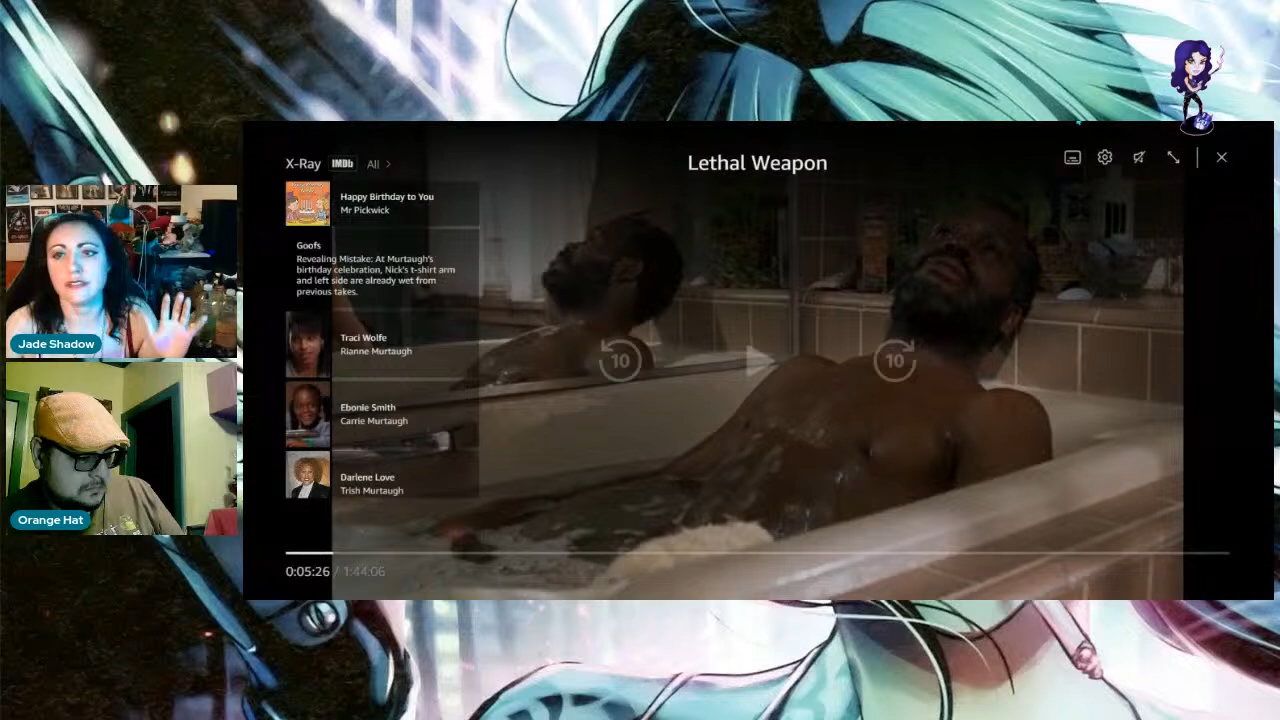 Lethal Weapon
X-Ray IMDb All >
Happy Birthday to You
Mr Pickwick
Goofs
Revealing Mistake: At Murtaugh's
birthday celebration, Nick's t-shirt arm
and left side are already wet from
previous takes.
Traci Wolfe
Rianne Murtaugh
Ebonie Smith
Carrie Murtaugh
Darlene Love
Trish Murtaugh
10
10
0:05:26 / 1:44:06
Jade Shadow
Orange Hat